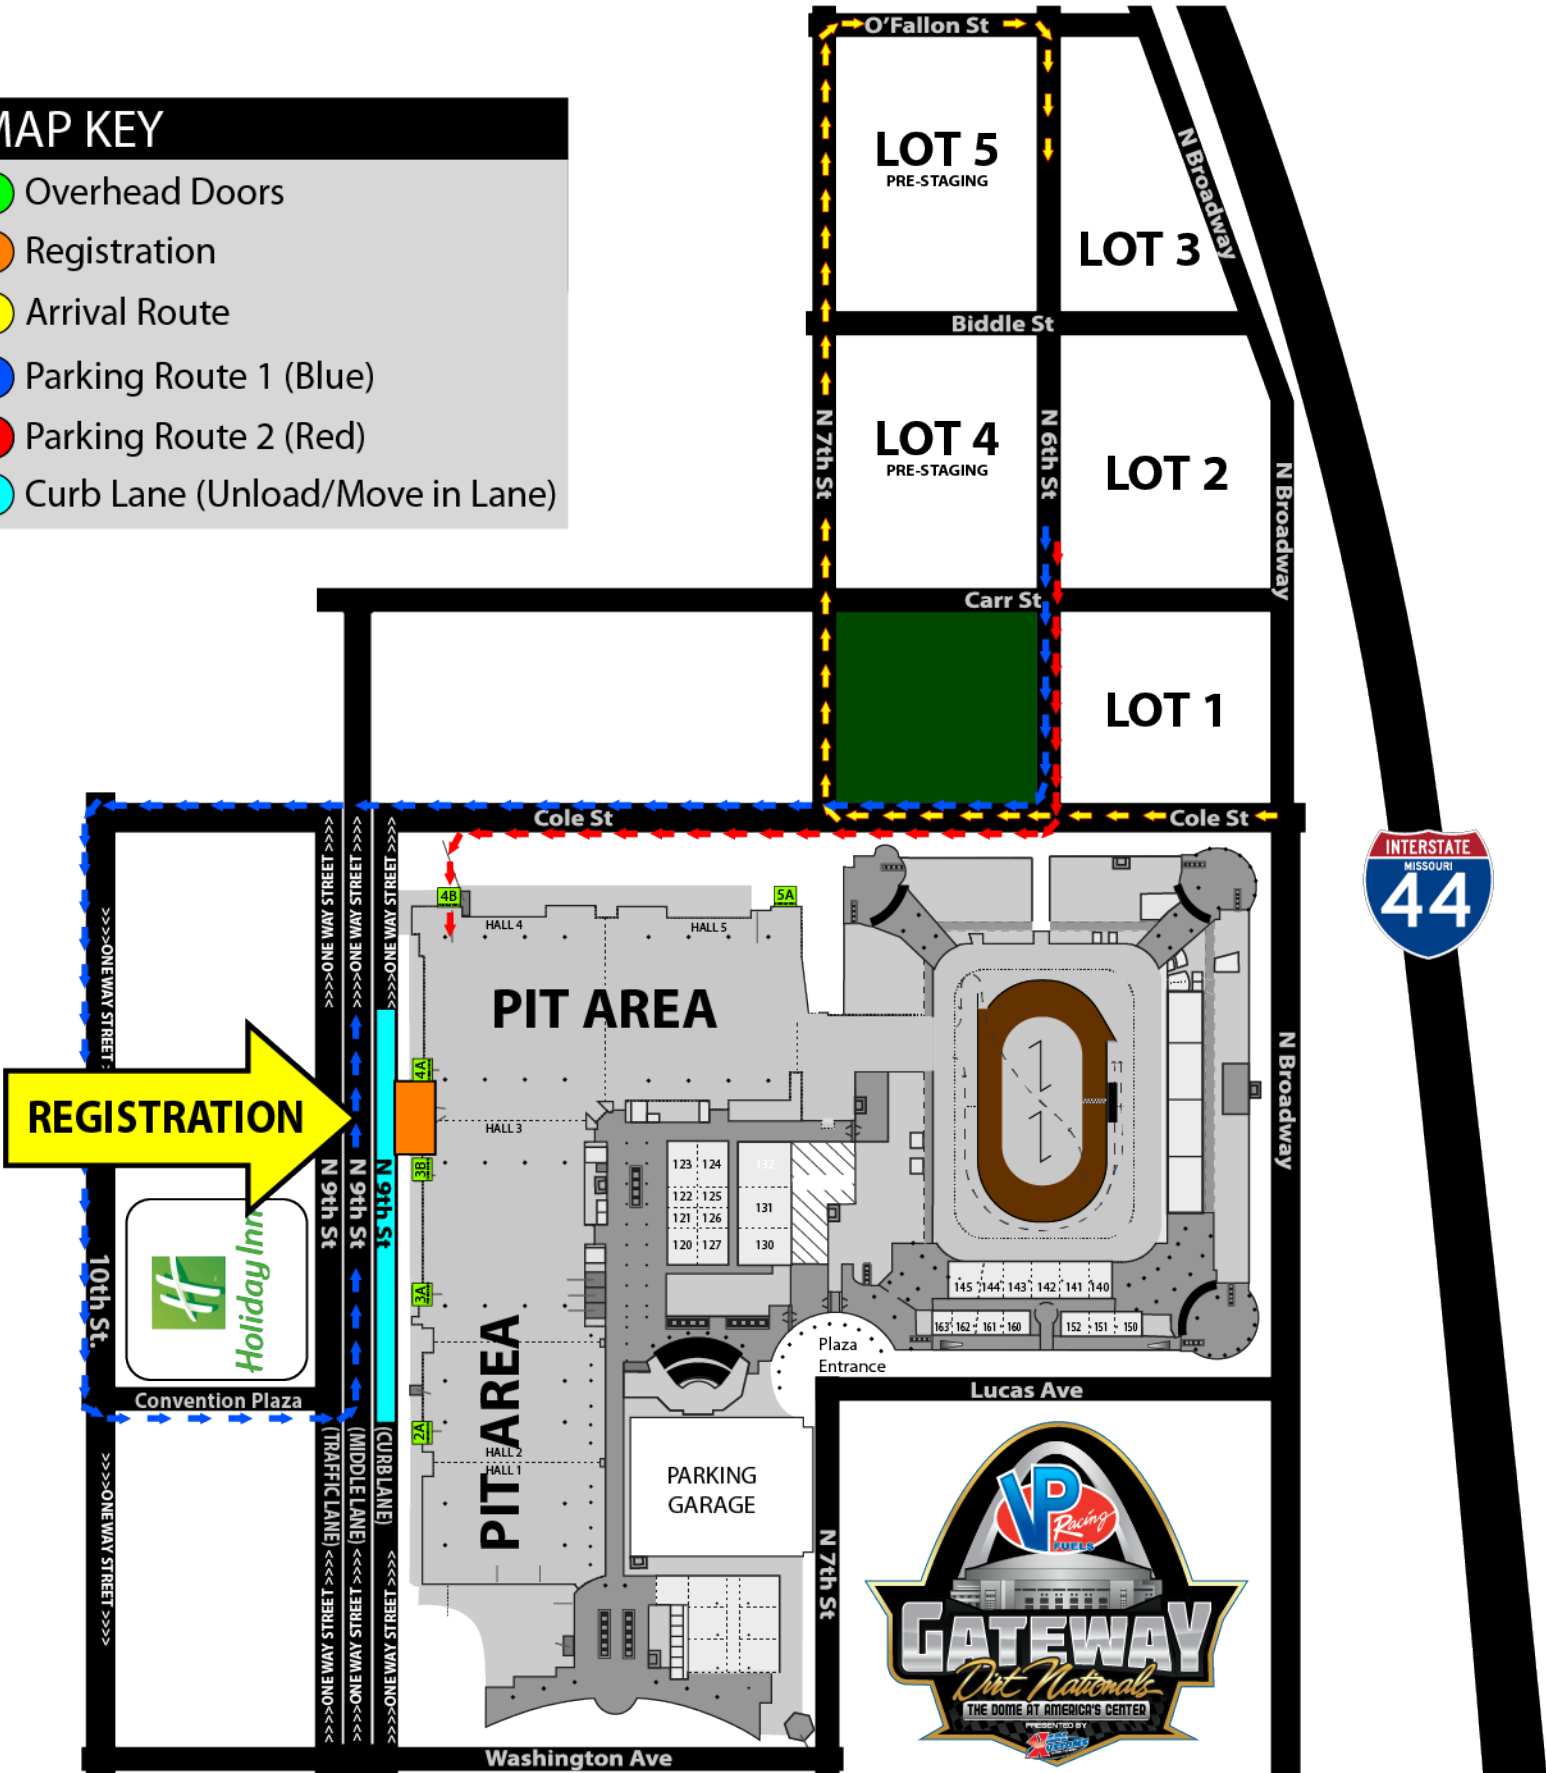 O'Fallon St
MAP KEY
Overhead Doors
Registration
Arrival Route
Parking Route 1 (Blue)
Parking Route 2 (Red)
Curb Lane (Unload/Move in Lane)
LOT 5
PRE-STAGING
N Broadway
LOT 3
Biddle St
N 7th St
LOT 4
PRE-STAGING
N 6th St
LOT 2
N Broadway
Carr St
LOT 1
Cole St
Cole St
INTERSTATE
MISSOURI
44
>>>>ONE WAY STREET>>>>
>>>>ONE WAY STREET >>>>
>>>>ONE WAY STREET >>>>
>>>>ONE WAY STREET >>>>
4B
5A
HALL 4
HALL 5
PIT AREA
4A
REGISTRATION
HALL 3
3B
N 9th St
N 9th St
N 9th St
N Broadway
123 124
132
122 125
131
121 126
120 127
130
10th St.
Holiday Inn
3A
145 144 143 142 141 140
163 162 161 160
152 151 150
Plaza
Entrance
PIT AREA
Lucas Ave
Convention Plaza
2A
(TRAFFIC LANE)
(MIDDLE LANE)
(CURB LANE)
HALL 2
HALL 1
PARKING
GARAGE
N 7th St
>>>>ONE WAY STREET >>>>
>>>>ONE WAY STREET >>>>
>>>>ONE WAY STREET >>>>
>>>>ONE WAY STREET >>>>
VP
Racing
FUELS
GATEWAY
Dirt Nationals
THE DOME AT AMERICA'S CENTER
PRESENTED BY
Washington Ave